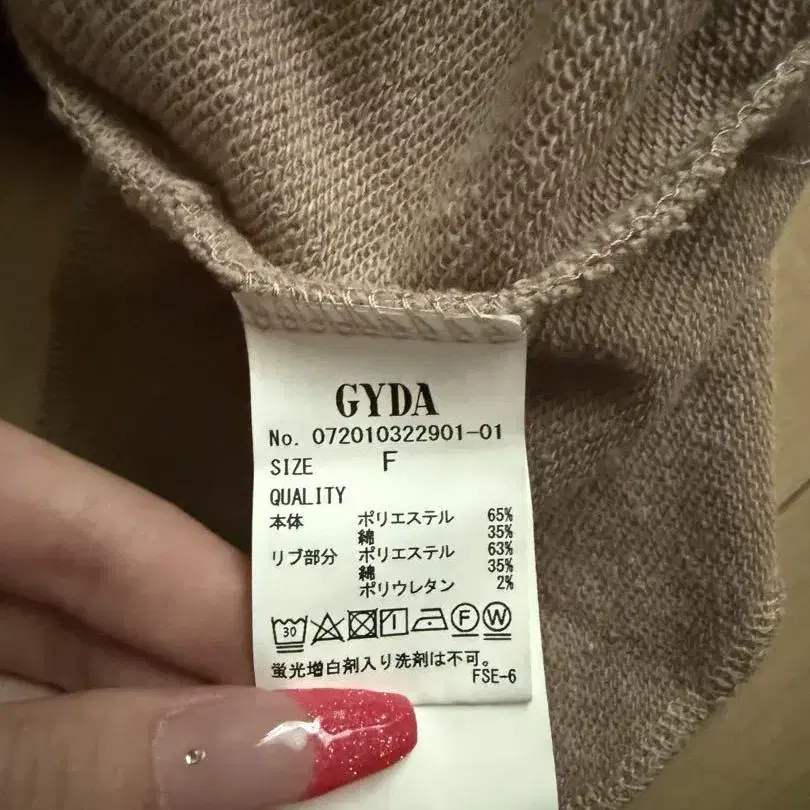 GYDA
No. 072010322901-01
SIZE F
QUALITY
本体 ポリエステル 65%
綿 35%
リブ部分 ポリエステル 63%
綿 35%
ポリウレタン 2%
30 F W
蛍光増白剤入り洗剤は不可。
FSE-6